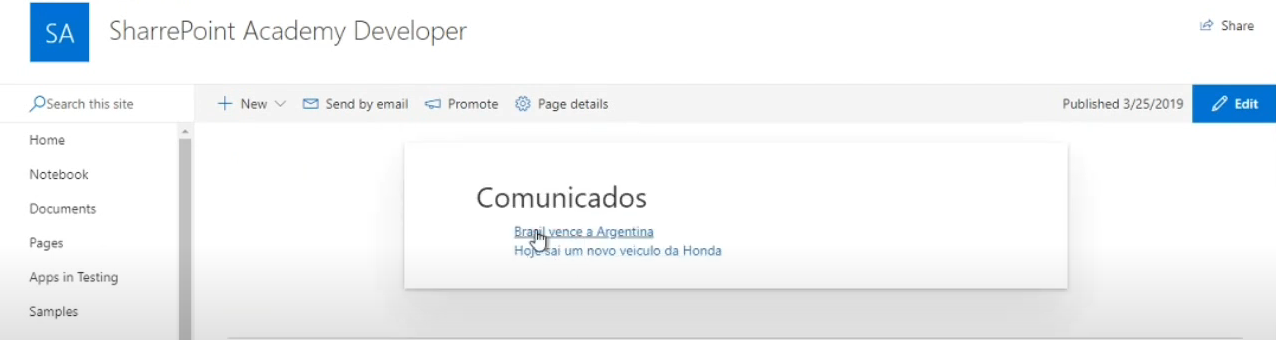 SA SharrePoint Academy Developer
Share
Search this site
New Send by email Promote Page details Published 3/25/2019 Edit
Home
Notebook
Documents
Pages
Apps in Testing
Samples
Comunicados
Brasil vence a Argentina
Hoje sai um novo veiculo da Honda